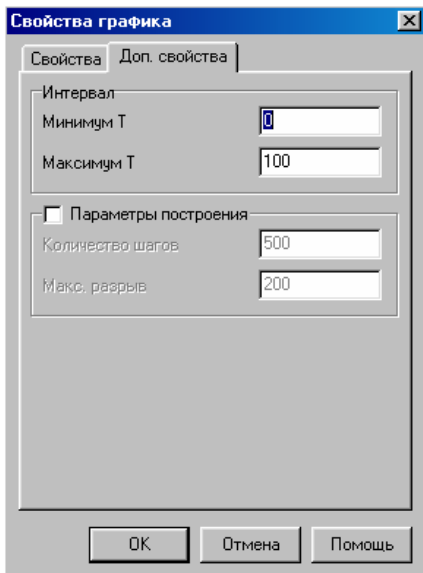 Свойства графика
Свойства Доп. свойства
Интервал
Минимум T 0
Максимум T 100
Параметры построения
Количество шагов 500
Макс. разрыв 200
OK Отмена Помощь